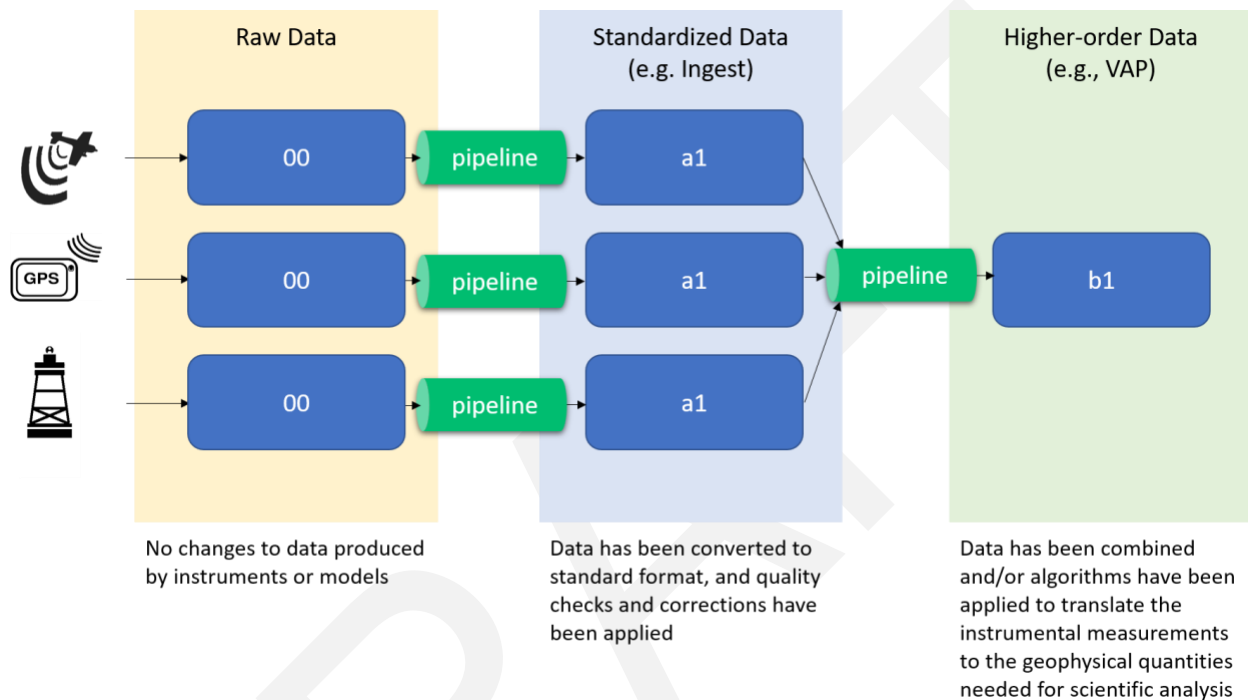 Raw Data
Standardized Data
(e.g. Ingest)
Higher-order Data
(e.g., VAP)
00
pipeline
a1
GPS
00
pipeline
a1
pipeline
b1
00
pipeline
a1
No changes to data produced
by instruments or models
Data has been converted to
standard format, and quality
checks and corrections have
been applied
Data has been combined
and/or algorithms have been
applied to translate the
instrumental measurements
to the geophysical quantities
needed for scientific analysis